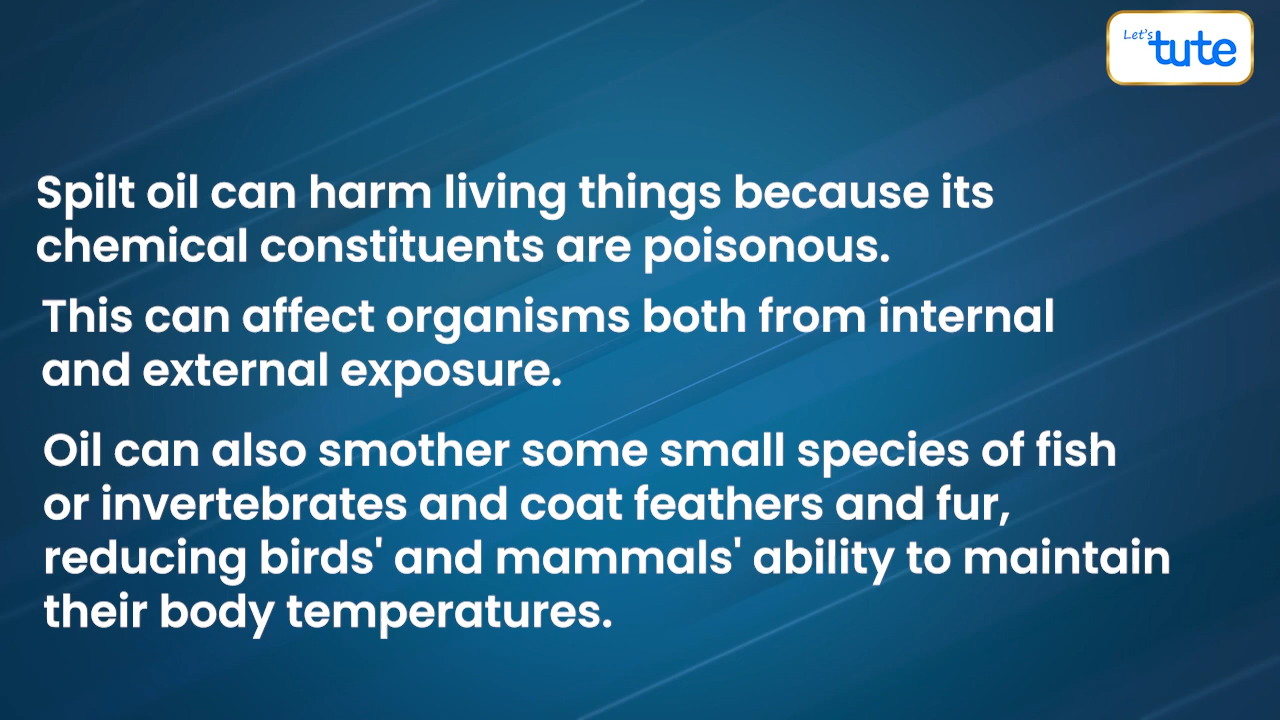 Let's
tute
Spilt oil can harm living things because its
chemical constituents are poisonous.
This can affect organisms both from internal
and external exposure.
Oil can also smother some small species of fish
or invertebrates and coat feathers and fur,
reducing birds' and mammals' ability to maintain
their body temperatures.